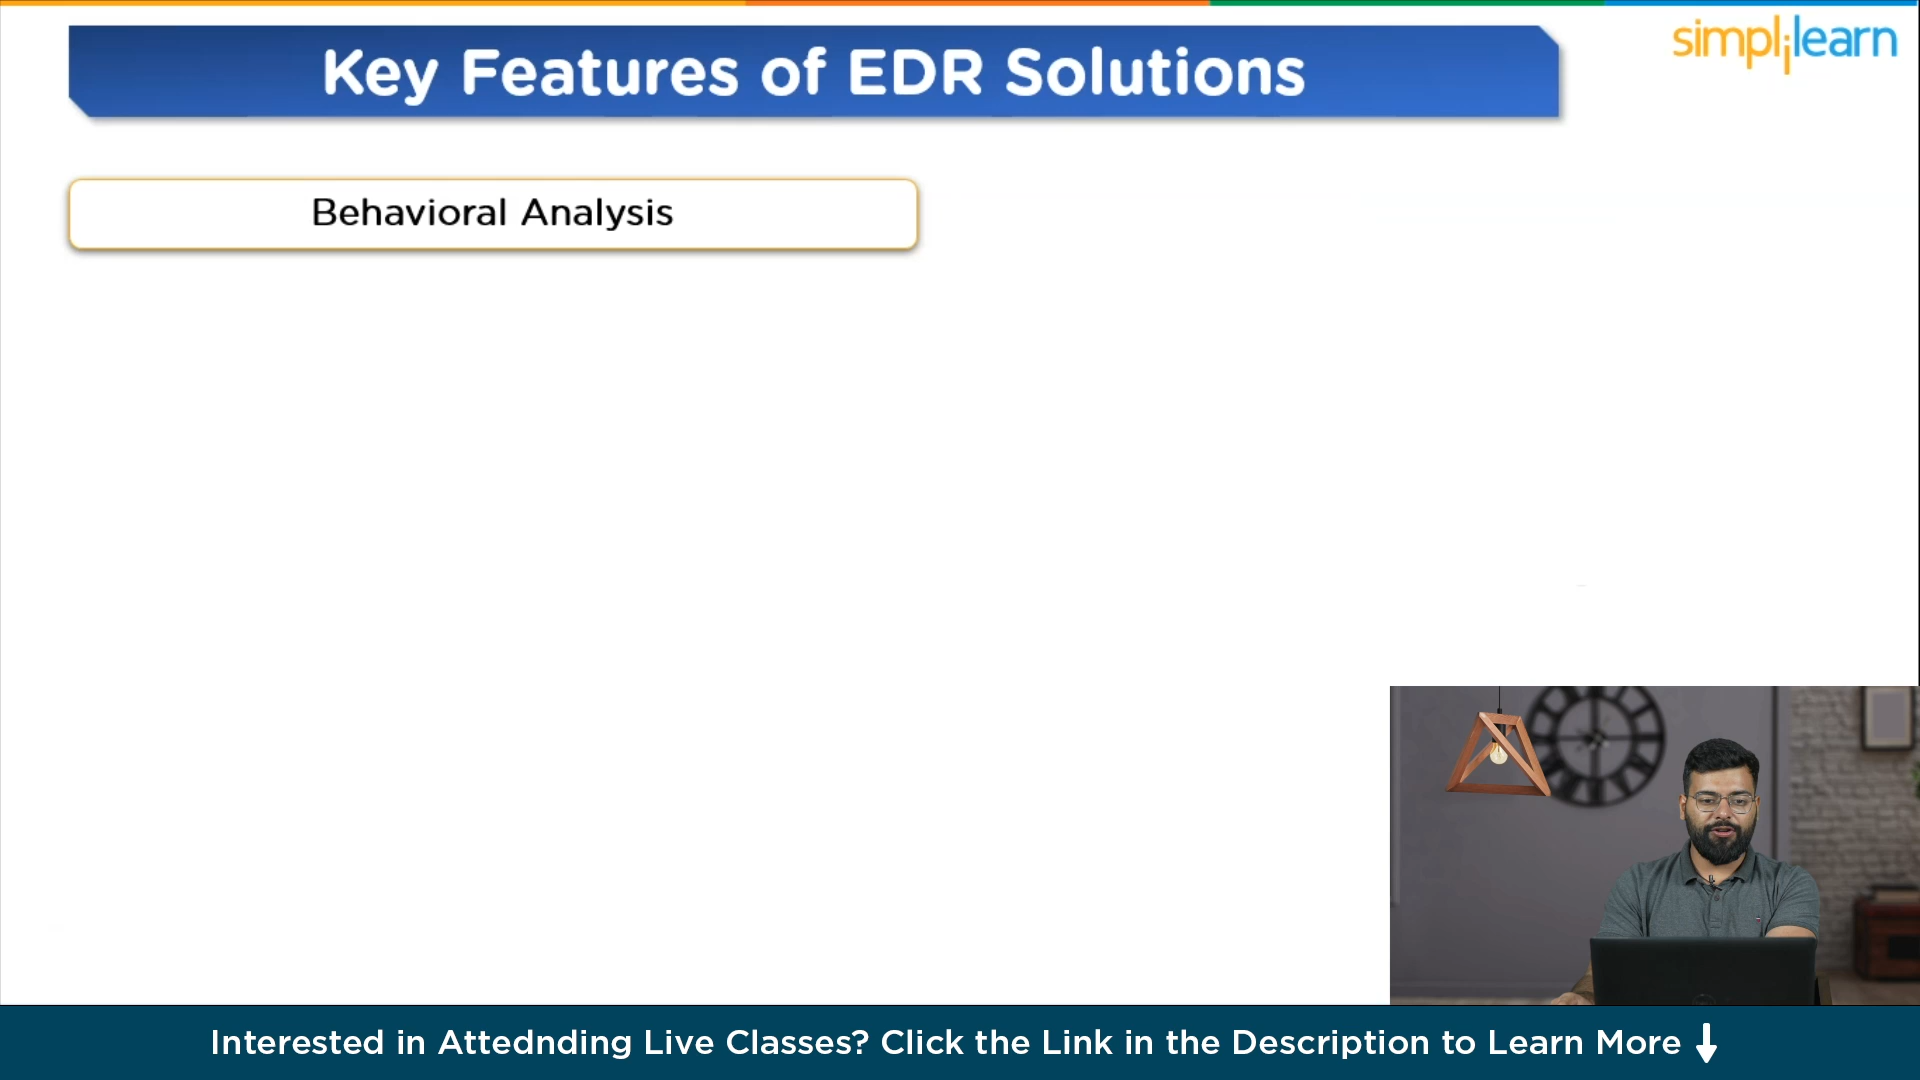 Key Features of EDR Solutions
simplilearn
Behavioral Analysis
Interested in Attednding Live Classes? Click the Link in the Description to Learn More